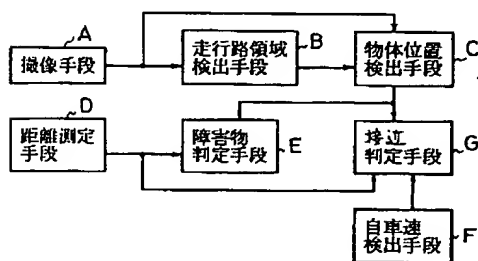 A
撮像手段
B
走行路領域
検出手段
C
物体位置
検出手段
D
距離測定
手段
障害物
判定手段
E
接近
判定手段
G
自車速
検出手段
F